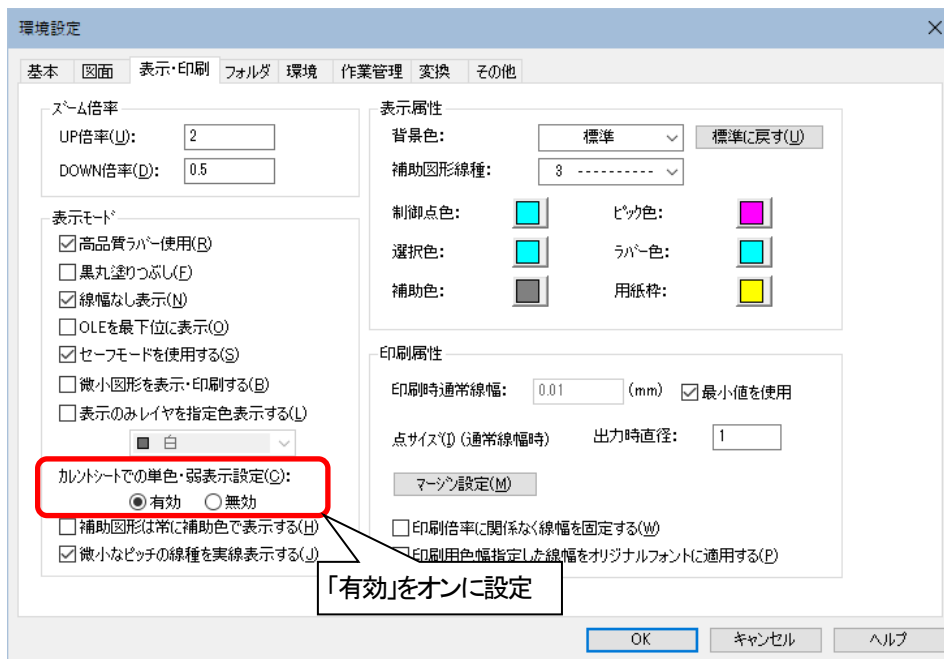 環境設定
基本 図面 表示・印刷 フォルダ 環境 作業管理 変換 その他
ｽﾞｰム倍率
UP倍率(U): 2
DOWN倍率(D): 0.5
表示ﾓｰﾄﾞ
高品質ﾗﾊﾞｰ使用(R)
黒丸塗りつぶし(F)
線幅なし表示(N)
OLEを最下位に表示(O)
セーフモードを使用する(S)
微小図形を表示・印刷する(B)
表示のみレイヤを指定色表示する(L)
白
ｶﾚﾝﾄｼｰﾄでの単色・弱表示設定(C):
有効 無効
補助図形は常に補助色で表示する(H)
微小なピッチの線種を実線表示する(J)
表示属性
背景色: 標準 標準に戻す(U)
補助図形線種: 3 ----------
制御点色: ﾋﾟｯｸ色:
選択色: ﾗﾊﾞｰ色:
補助色: 用紙枠:
印刷属性
印刷時通常線幅: 0.01 (mm) 最小値を使用
点ｻｲｽﾞ(I) (通常線幅時) 出力時直径: 1
マージン設定(M)
印刷倍率に関係なく線幅を固定する(W)
印刷用色幅指定した線幅をオリジナルフォントに適用する(P)
「有効」をオンに設定
OK キャンセル ヘルプ